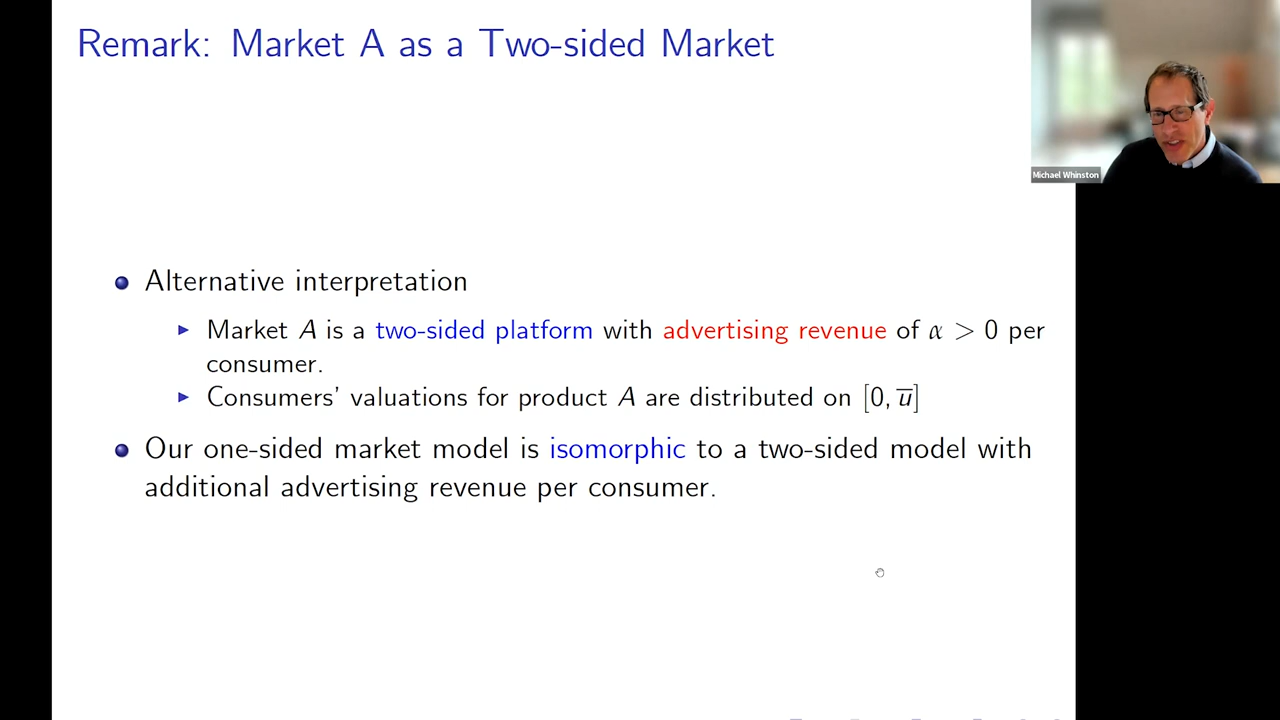 Remark: Market A as a Two-sided Market
Michael Whinston
Alternative interpretation
Market A is a two-sided platform with advertising revenue of α > 0 per
consumer.
Consumers' valuations for product A are distributed on [0, u̅]
Our one-sided market model is isomorphic to a two-sided model with
additional advertising revenue per consumer.